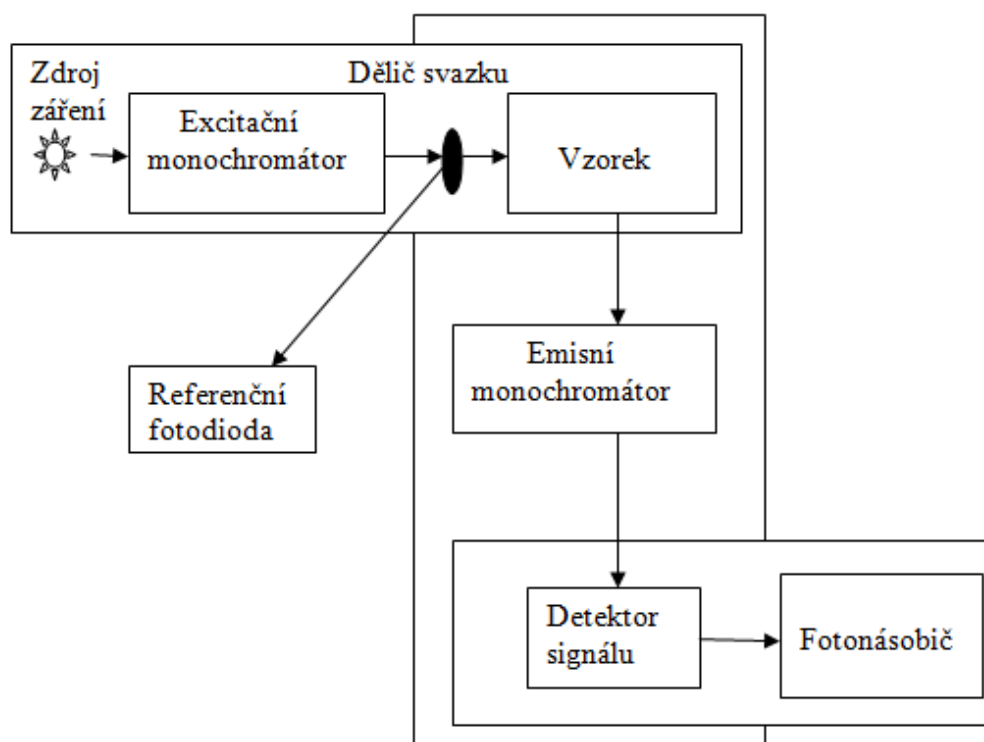 Zdroj
záření
Dělič svazku
Excitační
monochromátor
Vzorek
Emisní
monochromátor
Referenční
fotodioda
Detektor
signálu
Fotonásobič